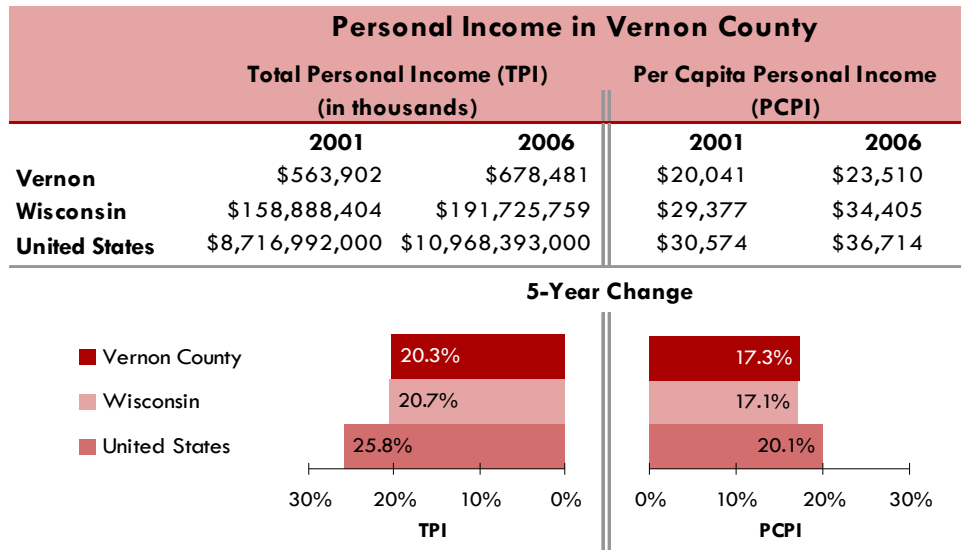 Personal Income in Vernon County
Total Personal Income (TPI)
(in thousands)
Per Capita Personal Income
(PCPI)
2001 2006 2001 2006
Vernon $563,902 $678,481 $20,041 $23,510
Wisconsin $158,888,404 $191,725,759 $29,377 $34,405
United States $8,716,992,000 $10,968,393,000 $30,574 $36,714
5-Year Change
Vernon County 20.3% 17.3%
Wisconsin 20.7% 17.1%
United States 25.8% 20.1%
30% 20% 10% 0% 0% 10% 20% 30%
TPI PCPI